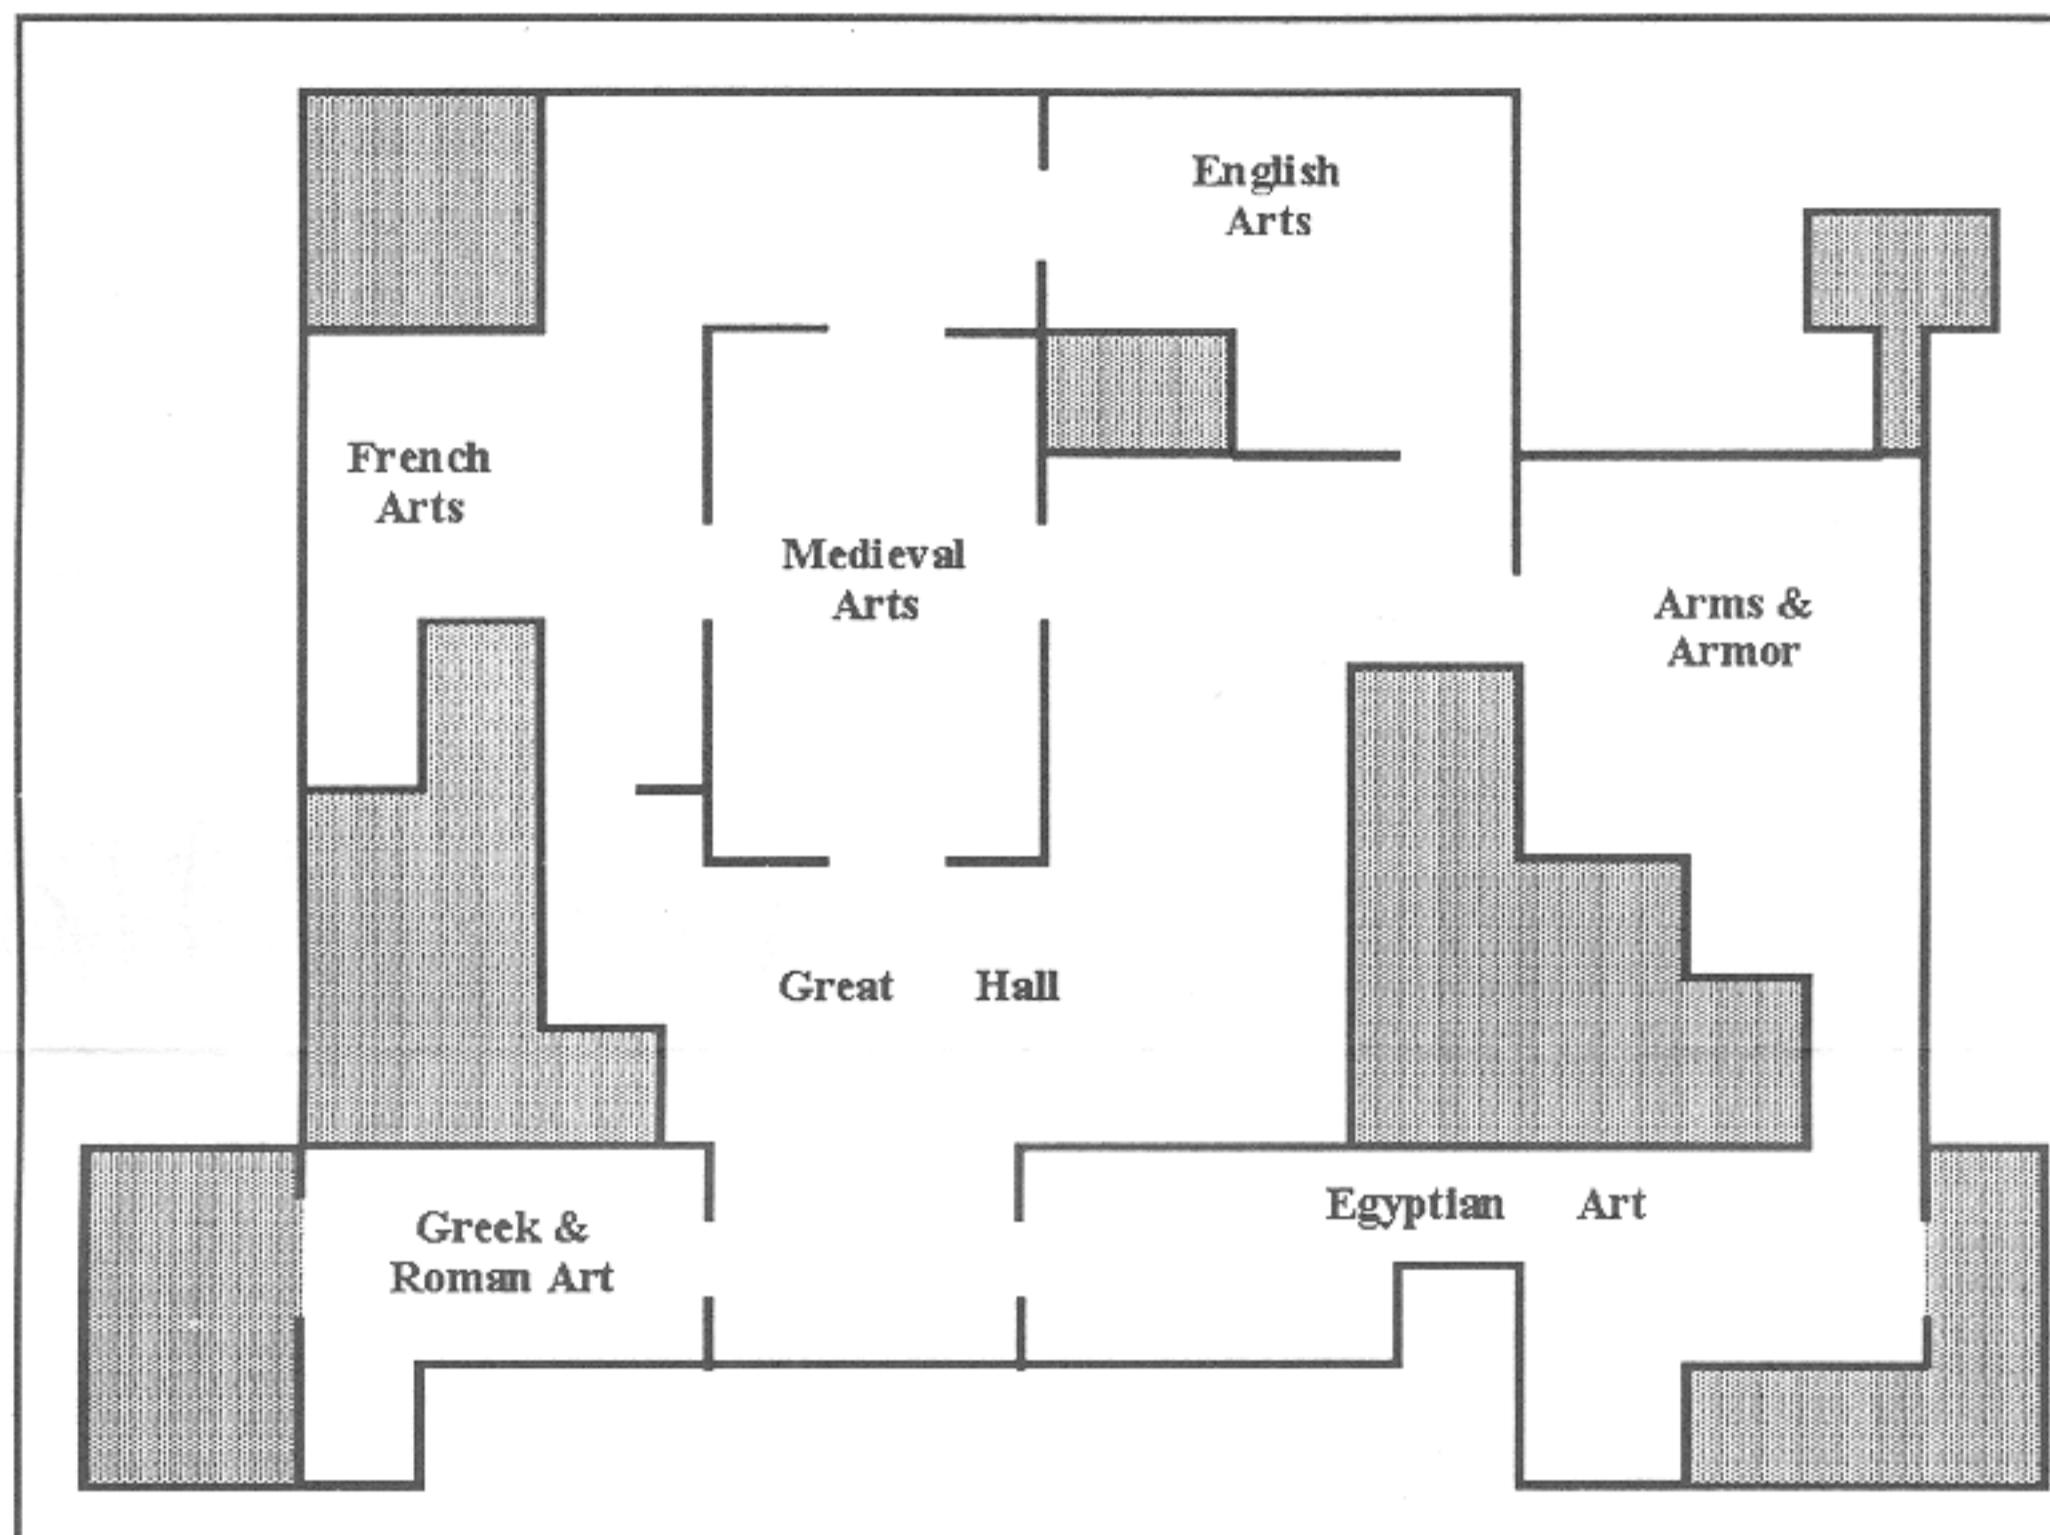 English
Arts
French
Arts
Medieval
Arts
Arms &
Armor
Great Hall
Egyptian Art
Greek &
Roman Art